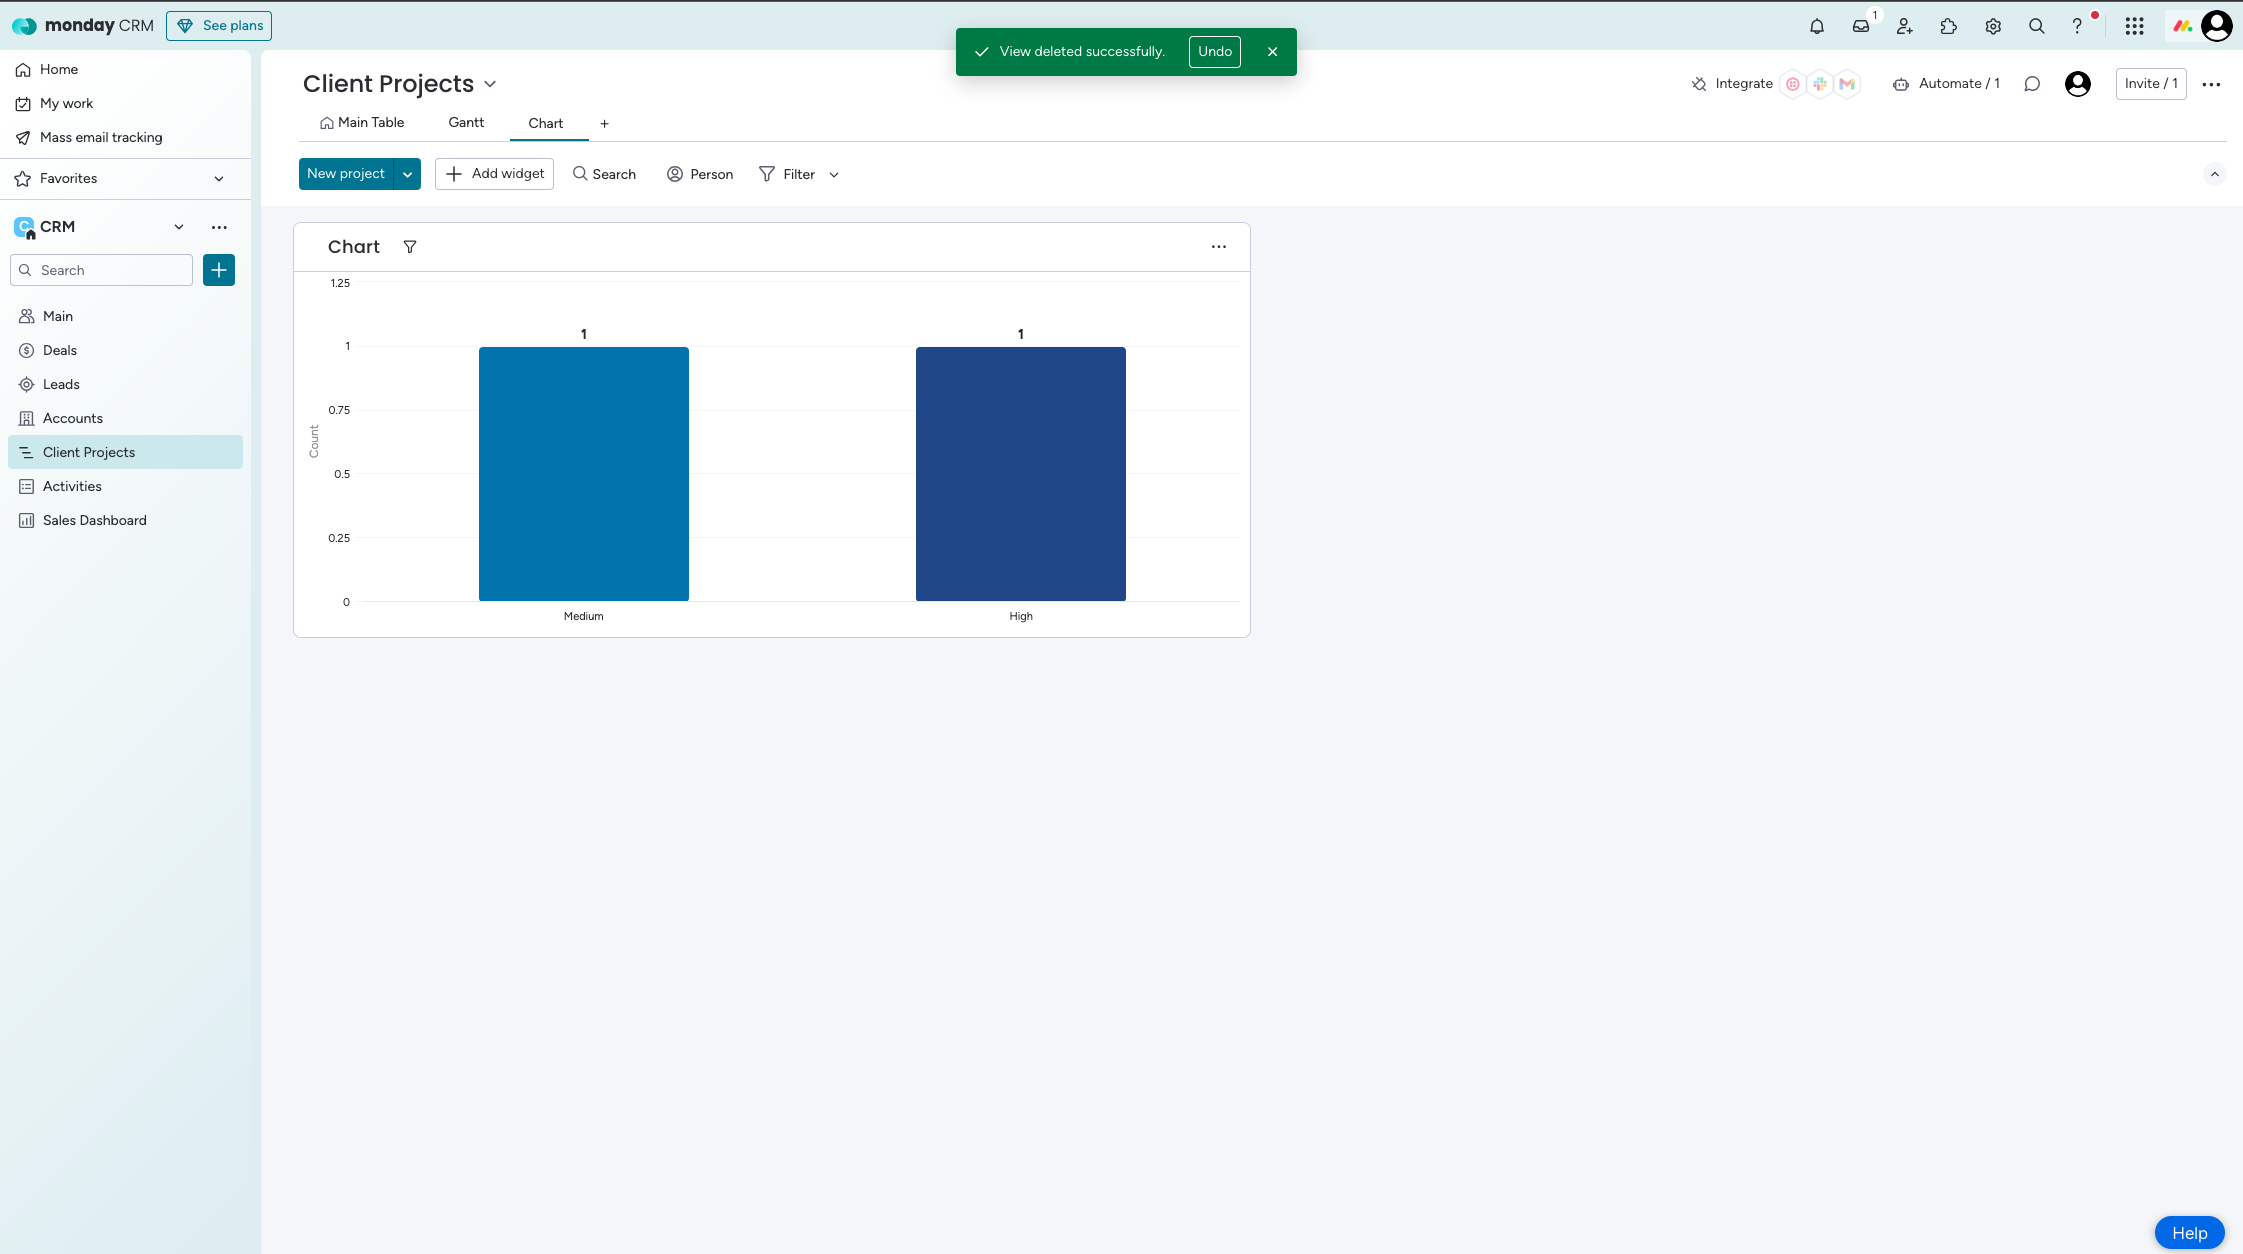 monday CRM
See plans
View deleted successfully.
Undo
1
Home
My work
Mass email tracking
Favorites
C
CRM
Search
Main
Deals
Leads
Accounts
Client Projects
Activities
Sales Dashboard
Client Projects
Integrate
Automate / 1
Invite / 1
Main Table
Gantt
Chart
+
New project
Add widget
Search
Person
Filter
Chart
1.25
1
0.75
0.5
0.25
0
Count
1
1
Medium
High
Help